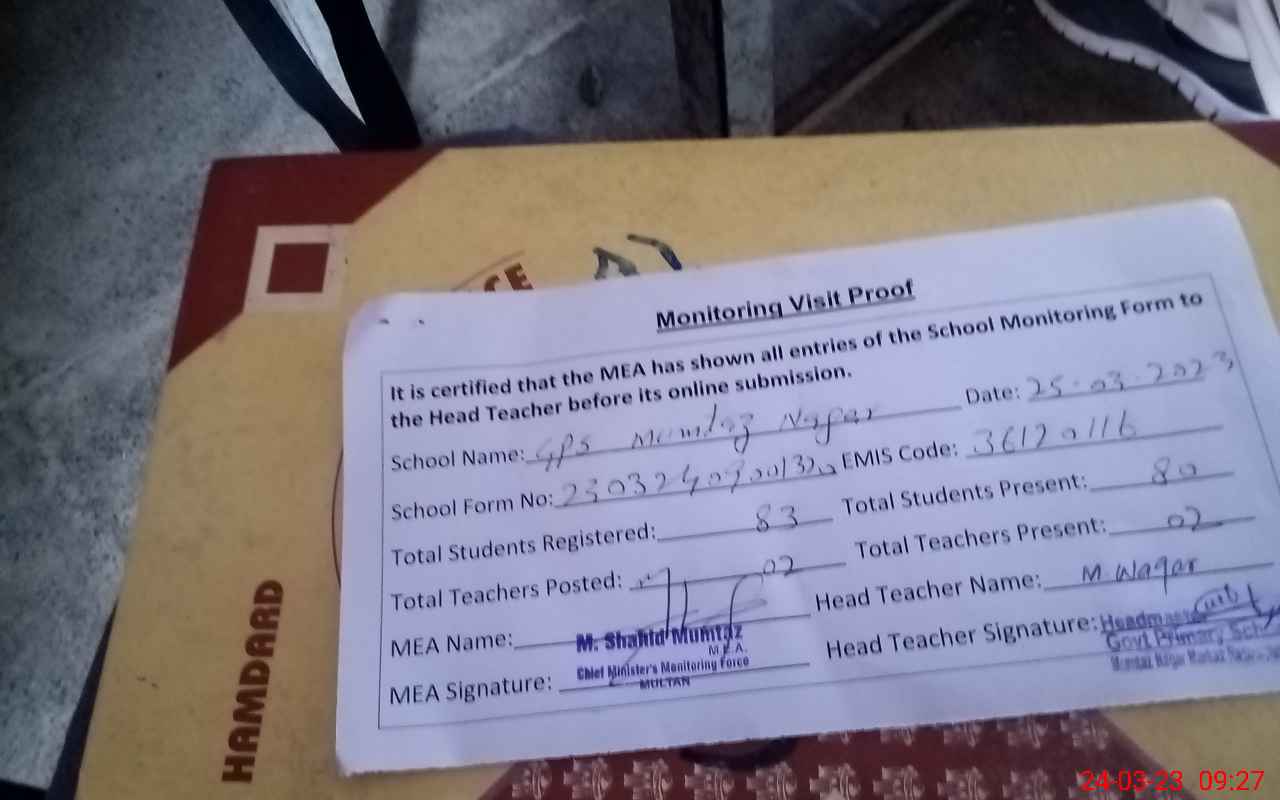 CE
Monitoring Visit Proof
It is certified that the MEA has shown all entries of the School Monitoring Form to
the Head Teacher before its online submission.
Date: 25.03.2023
School Name: GPS Mumtaz Nagar
School Form No:
EMIS Code: 36120116
Total Students Registered: 83
Total Students Present: 80
Total Teachers Posted: 02
Total Teachers Present: 02
MEA Name:
Head Teacher Name: M. Waqar
M. Shahid Mumtaz
M.E.A.
Chief Minister's Monitoring Force
MULTAN
MEA Signature:
Head Teacher Signature:
Govt Primary
HAMDARD
24-03-23 09:27